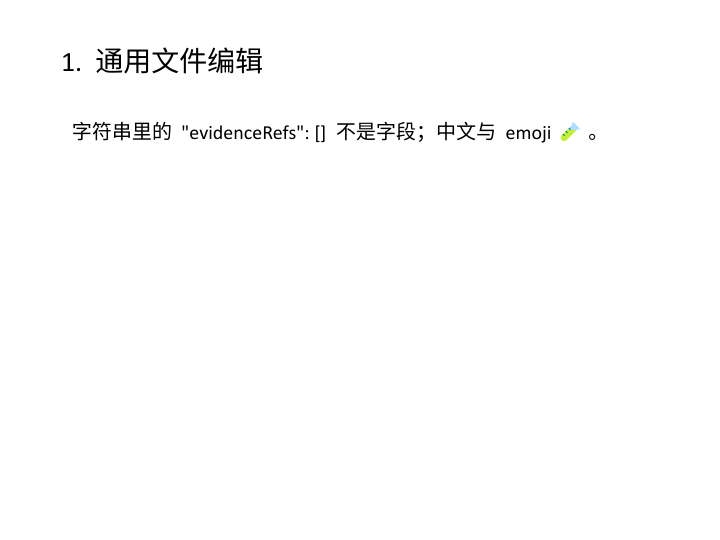 1. 通用文件编辑
字符串里的 "evidenceRefs": [] 不是字段；中文与 emoji 🧪 。